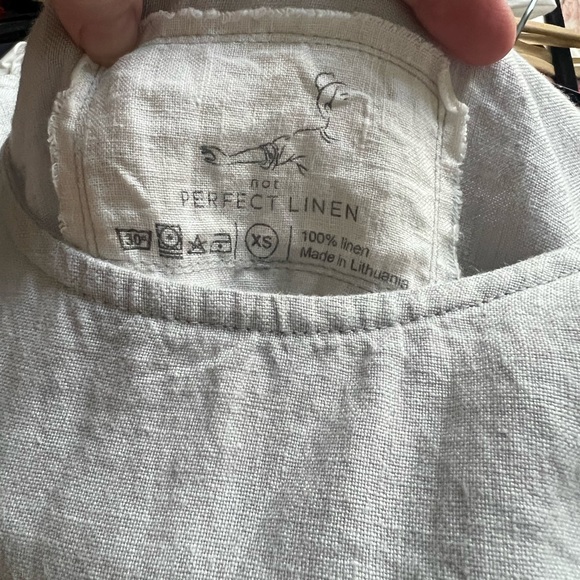 not
PERFECT LINEN
30°
XS
100% linen
Made in Lithuania